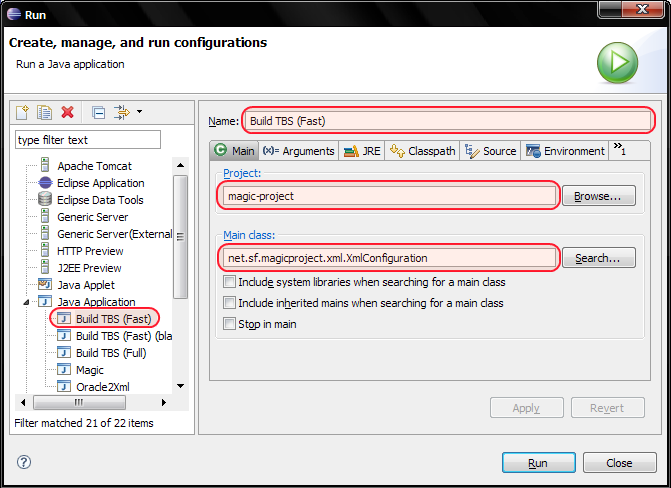 Run
Create, manage, and run configurations
Run a Java application
type filter text
Apache Tomcat
Eclipse Application
Eclipse Data Tools
Generic Server
Generic Server(External
HTTP Preview
J2EE Preview
Java Applet
Java Application
Build TBS (Fast)
Build TBS (Fast) (bla
Build TBS (Full)
Magic
Oracle2Xml
Filter matched 21 of 22 items
Name: Build TBS (Fast)
Main (x)= Arguments JRE Classpath Source Environment »1
Project:
magic-project Browse...
Main class:
net.sf.magicproject.xml.XmlConfiguration Search...
Include system libraries when searching for a main class
Include inherited mains when searching for a main class
Stop in main
Apply Revert
? Run Close